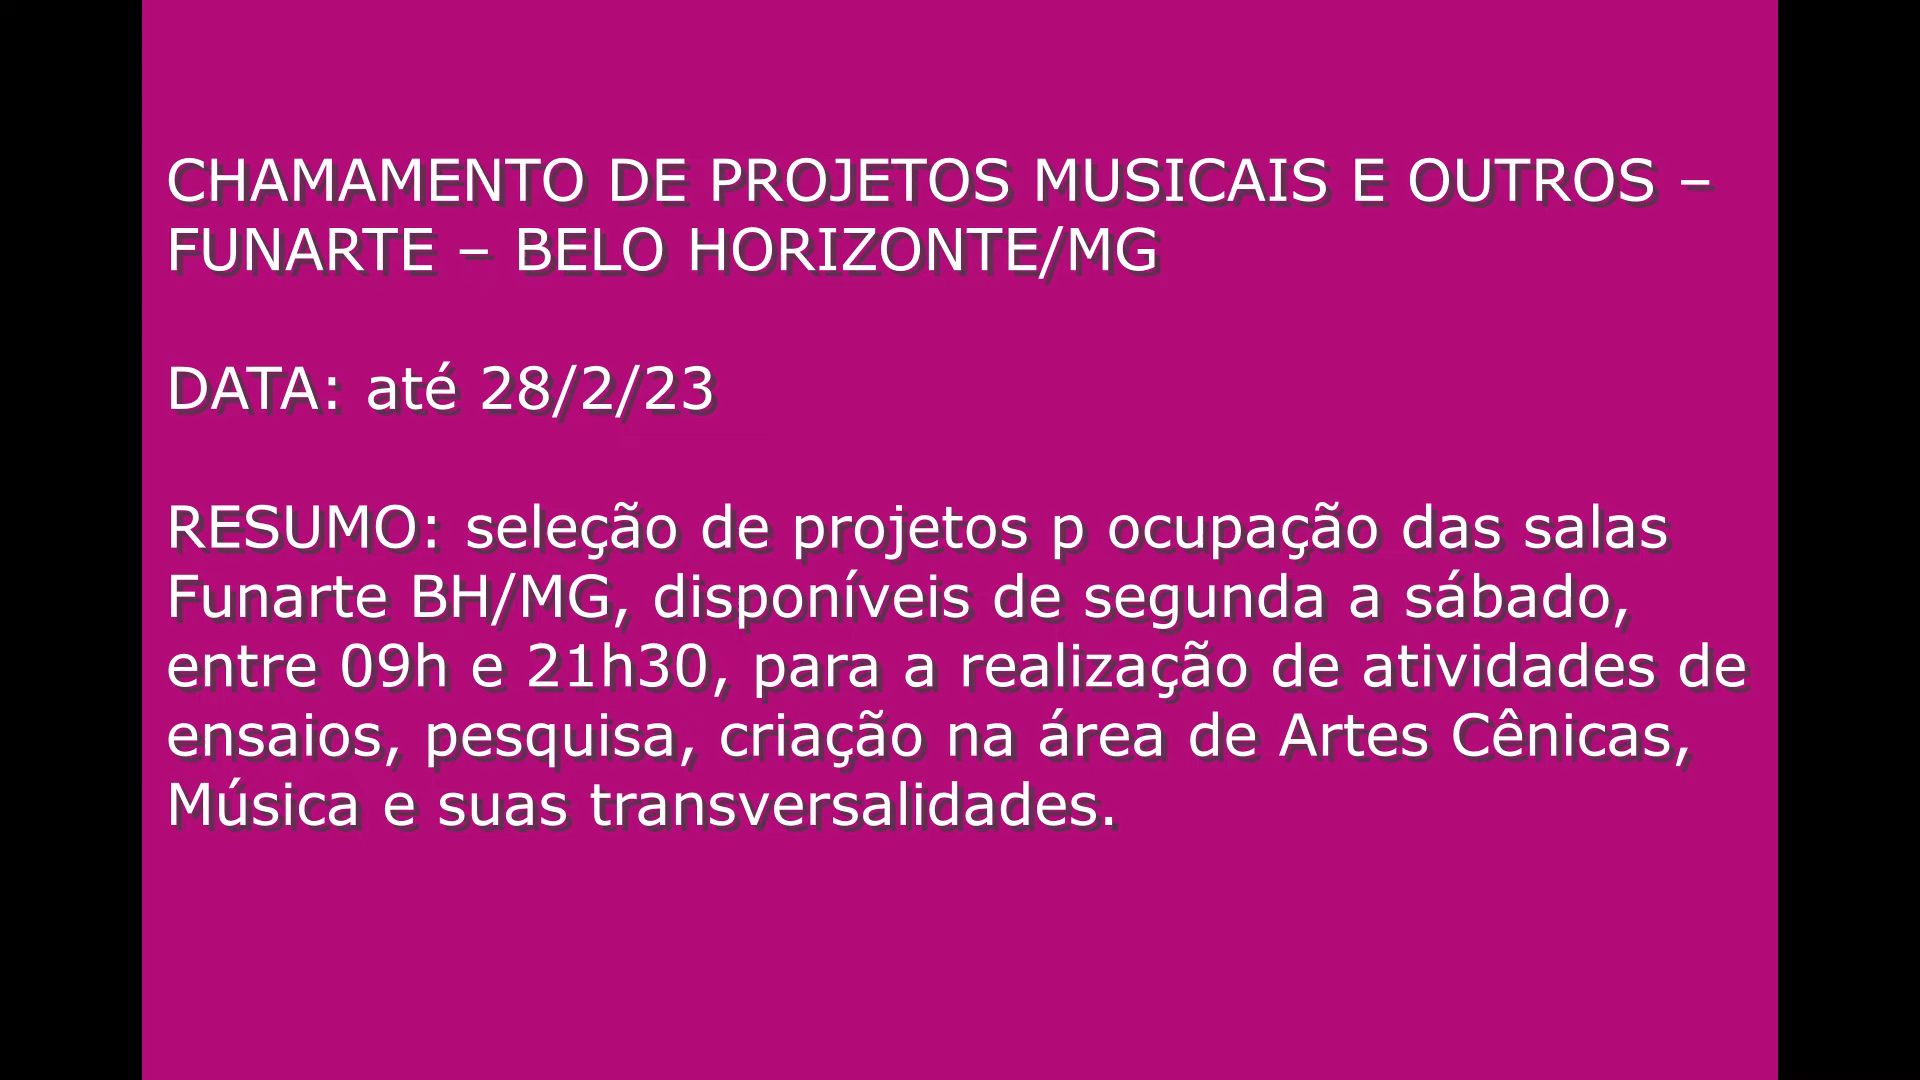 CHAMAMENTO DE PROJETOS MUSICAIS E OUTROS –
FUNARTE – BELO HORIZONTE/MG
DATA: até 28/2/23
RESUMO: seleção de projetos p ocupação das salas
Funarte BH/MG, disponíveis de segunda a sábado,
entre 09h e 21h30, para a realização de atividades de
ensaios, pesquisa, criação na área de Artes Cênicas,
Música e suas transversalidades.